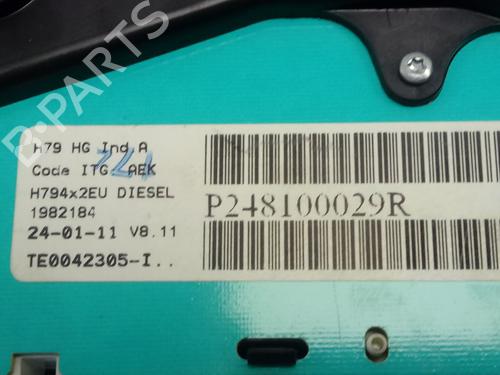 H79 HG Ind A
Code ITG AEK
H794x2EU DIESEL
1982184
24-01-11 V8.11
TE0042305-I..
P248100029R
B-PARTS